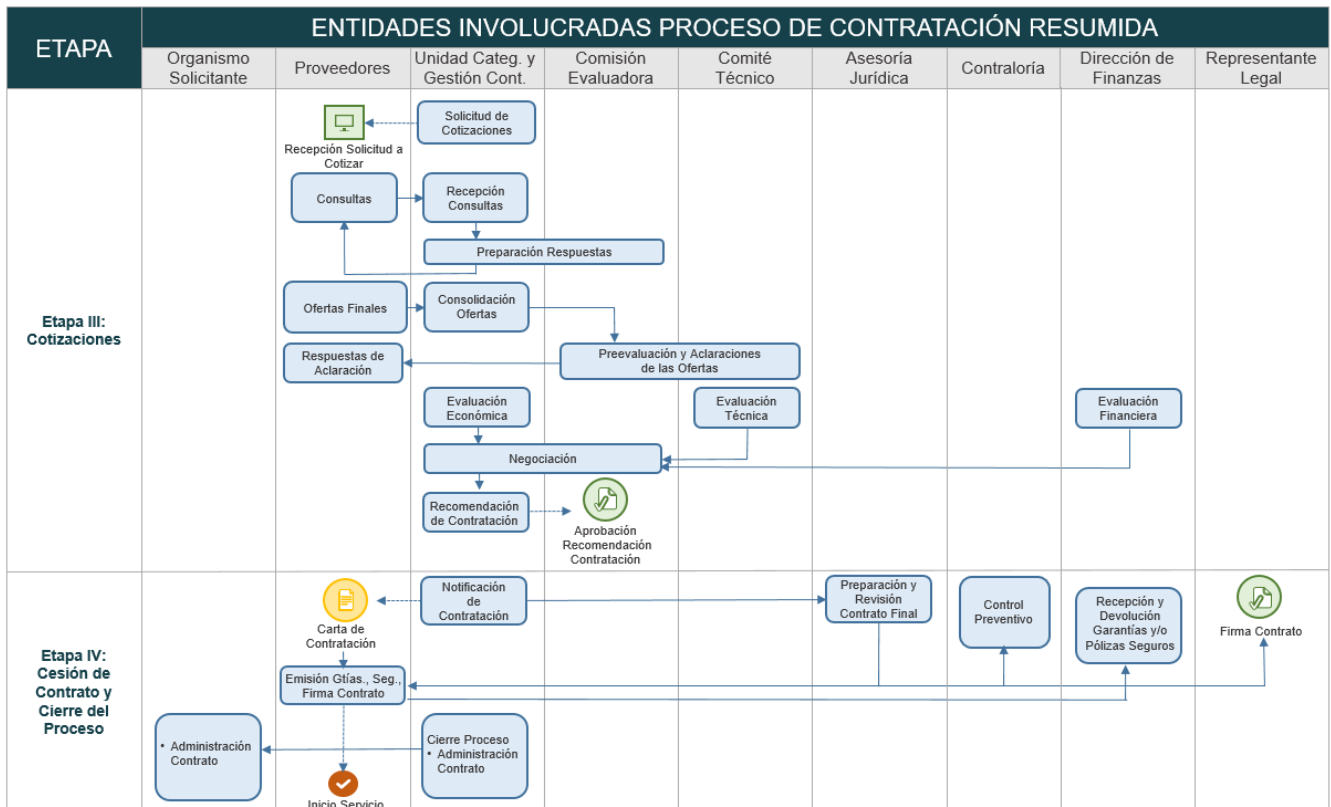 ETAPA
ENTIDADES INVOLUCRADAS PROCESO DE CONTRATACIÓN RESUMIDA
Organismo
Solicitante
Proveedores
Unidad Categ. y
Gestión Cont.
Comisión
Evaluadora
Comité
Técnico
Asesoría
Jurídica
Contraloría
Dirección de
Finanzas
Representante
Legal
Etapa III:
Cotizaciones
Recepción Solicitud a
Cotizar
Solicitud de
Cotizaciones
Consultas
Recepción
Consultas
Preparación Respuestas
Ofertas Finales
Consolidación
Ofertas
Respuestas de
Aclaración
Preevaluación y Aclaraciones
de las Ofertas
Evaluación
Económica
Evaluación
Técnica
Evaluación
Financiera
Negociación
Recomendación
de Contratación
Aprobación
Recomendación
Contratación
Etapa IV:
Cesión de
Contrato y
Cierre del
Proceso
Carta de
Contratación
Notificación
de
Contratación
Preparación y
Revisión
Contrato Final
Control
Preventivo
Recepción y
Devolución
Garantías y/o
Pólizas Seguros
Firma Contrato
Emisión Gtías., Seg.,
Firma Contrato
• Administración
Contrato
Cierre Proceso
• Administración
Contrato
Inicio Servicio